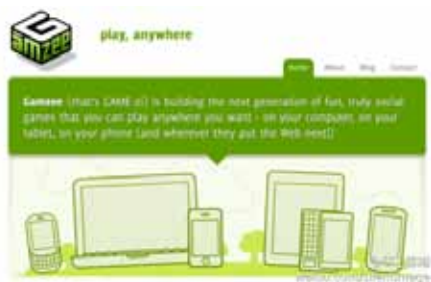 Gamzee
play, anywhere
Home About Blog Contact
Gamzee (that's GAME-z) is building the next generation of fun, truly social
games that you can play anywhere you want - on your computer, on your
tablet, on your phone (and wherever they put the Web next!)